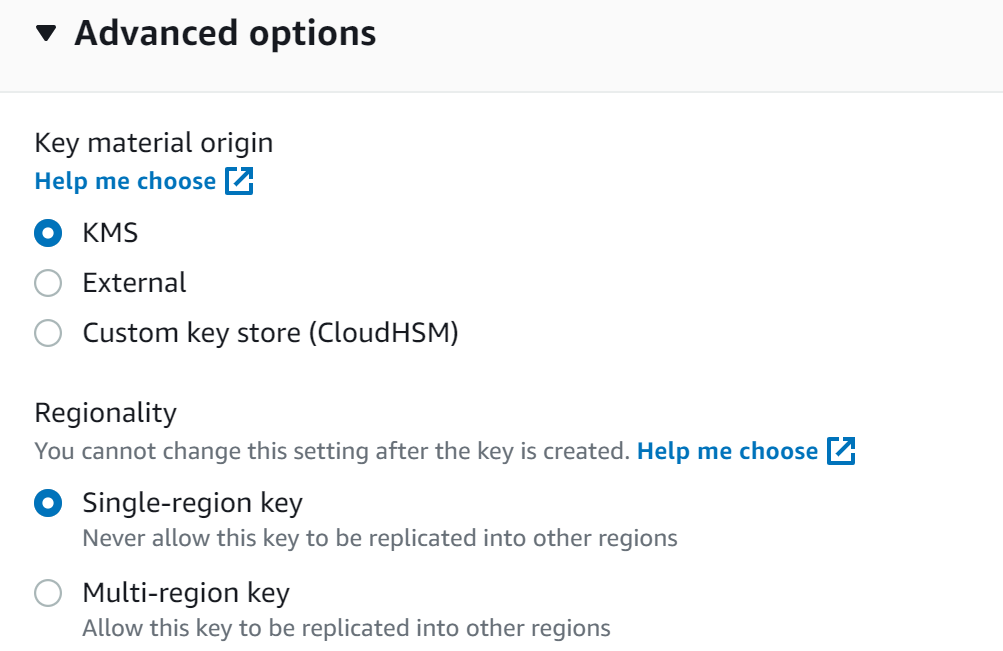 Advanced options
Key material origin
Help me choose
KMS
External
Custom key store (CloudHSM)
Regionality
You cannot change this setting after the key is created. Help me choose
Single-region key
Never allow this key to be replicated into other regions
Multi-region key
Allow this key to be replicated into other regions